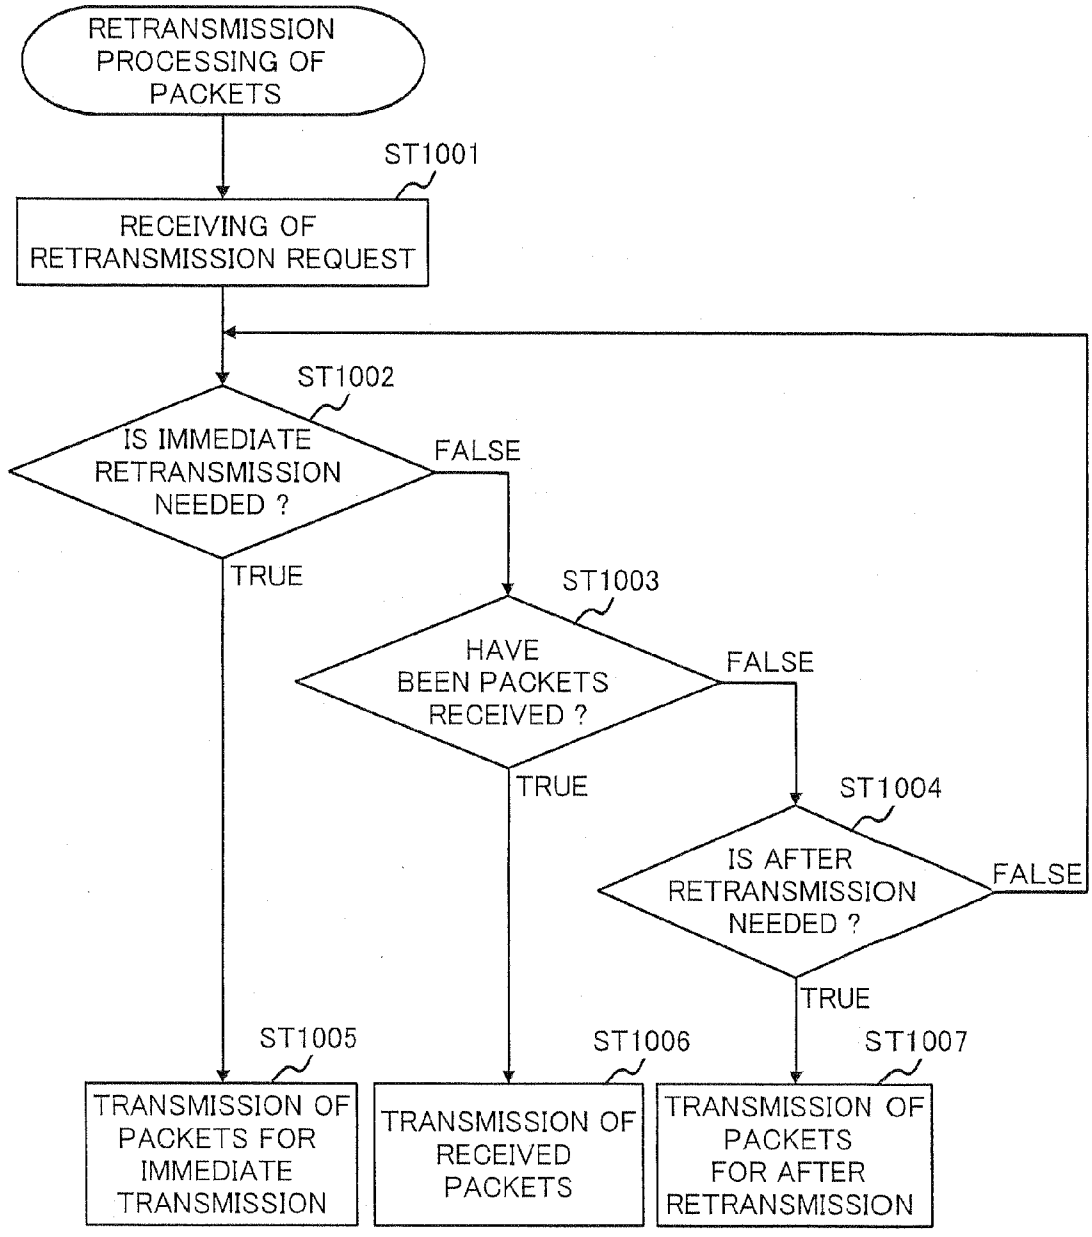 RETRANSMISSION
PROCESSING OF
PACKETS
ST1001
RECEIVING OF
RETRANSMISSION REQUEST
ST1002
IS IMMEDIATE
RETRANSMISSION
NEEDED ?
FALSE
TRUE
ST1003
HAVE
BEEN PACKETS
RECEIVED ?
FALSE
TRUE
ST1004
IS AFTER
RETRANSMISSION
NEEDED ?
FALSE
TRUE
ST1005
TRANSMISSION OF
PACKETS FOR
IMMEDIATE
TRANSMISSION
ST1006
TRANSMISSION OF
RECEIVED
PACKETS
ST1007
TRANSMISSION OF
PACKETS
FOR AFTER
RETRANSMISSION